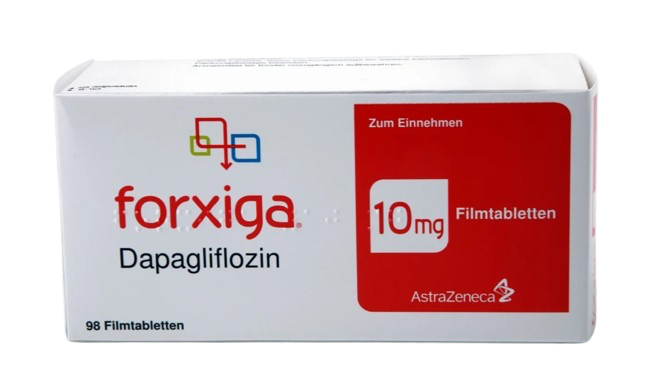 Zum Einnehmen
forxiga®
Dapagliflozin
10mg
Filmtabletten
AstraZeneca
98 Filmtabletten